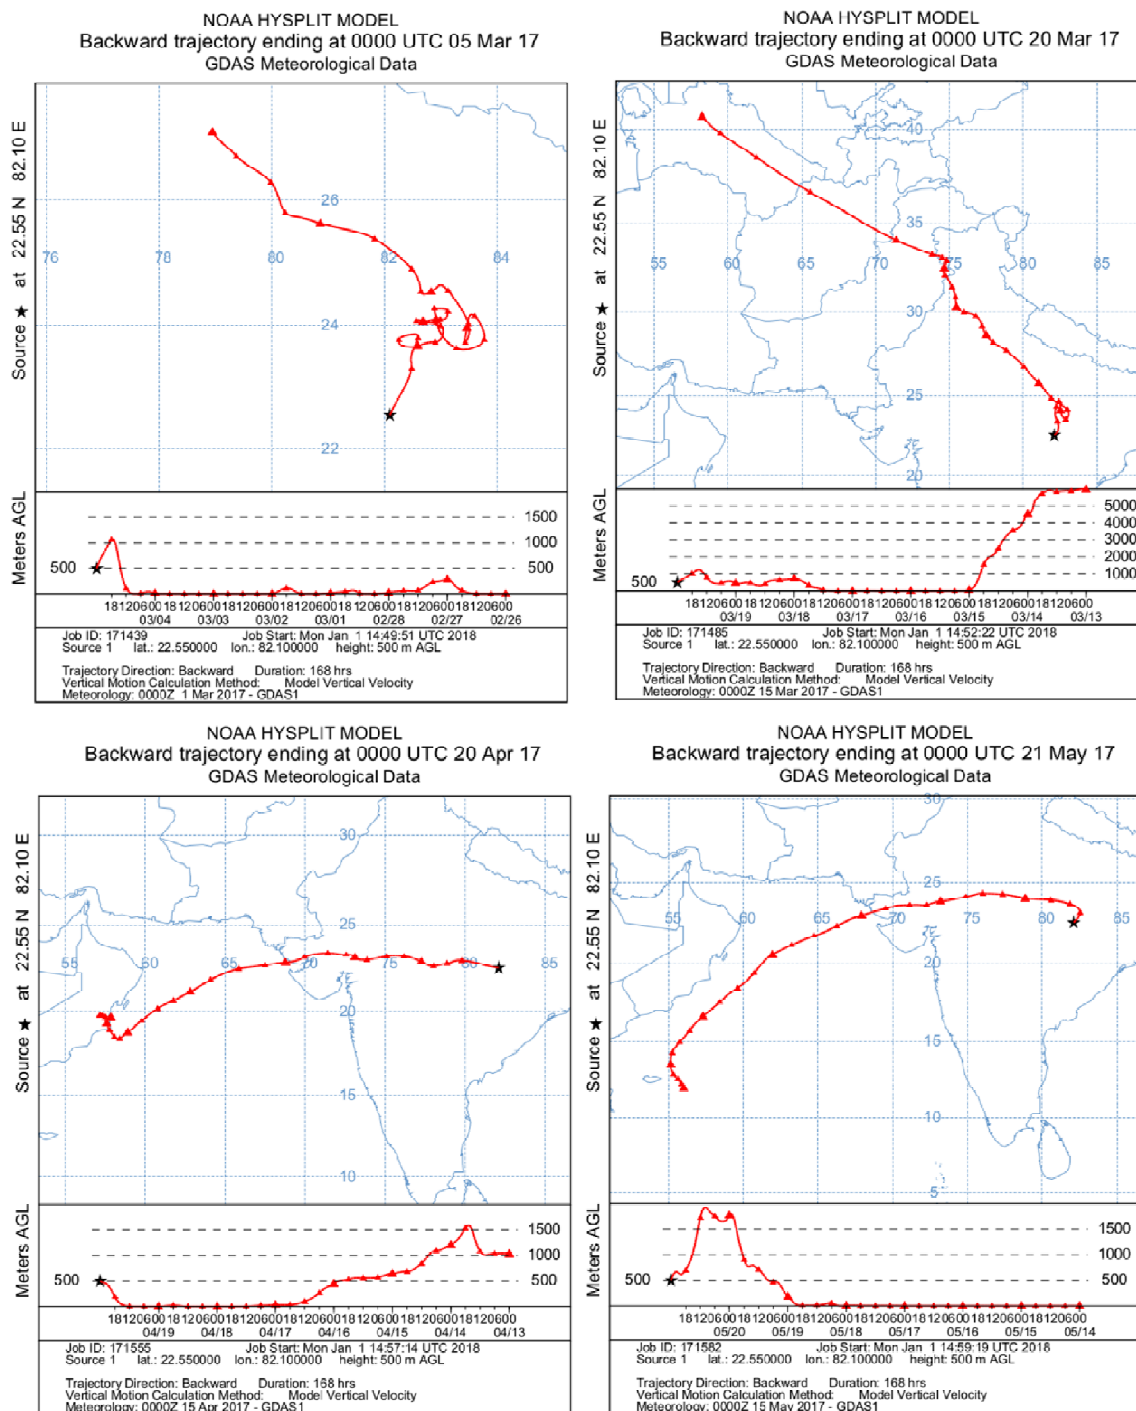 NOAA HYSPLIT MODEL
Backward trajectory ending at 0000 UTC 05 Mar 17
GDAS Meteorological Data
Source ★ at 22.55 N 82.10 E
26
76
80
82
84
24
22
Meters AGL
1500
1000
500
500
181206001812060018120600181206001812060018120600181206 00
03/04 03/03 03/02 03/01 02/28 02/27 02/26
Job ID: 171439 Job Start: Mon Jan 1 14:49:51 UTC 2018
Source 1 lat.: 22.550000 lon.: 82.100000 height: 500 m AGL
Trajectory Direction: Backward Duration: 168 hrs
Vertical Motion Calculation Method: Model Vertical Velocity
Meteorology: 0000Z 1 Mar 2017 - GDAS1
NOAA HYSPLIT MODEL
Backward trajectory ending at 0000 UTC 20 Mar 17
GDAS Meteorological Data
Source ★ at 22.55 N 82.10 E
40
35
55
60
65
70
75
80
85
30
25
20
Meters AGL
5000
4000
3000
2000
1000
500
18120600181206001812060018120600181206001812060018120600
03/19 03/18 03/17 03/16 03/15 03/14 03/13
Job ID: 171485 Job Start: Mon Jan 1 14:52:22 UTC 2018
Source 1 lat.: 22.550000 lon.: 82.100000 height: 500 m AGL
Trajectory Direction: Backward Duration: 168 hrs
Vertical Motion Calculation Method: Model Vertical Velocity
Meteorology: 0000Z 15 Mar 2017 - GDAS1
NOAA HYSPLIT MODEL
Backward trajectory ending at 0000 UTC 20 Apr 17
GDAS Meteorological Data
Source ★ at 22.55 N 82.10 E
30
25
55
60
65
70
75
80
85
20
15
10
Meters AGL
1500
1000
500
500
18120600181206001812060018120600181206001812060018120600
04/19 04/18 04/17 04/16 04/15 04/14 04/13
Job ID: 171555 Job Start: Mon Jan 1 14:57:14 UTC 2018
Source 1 lat.: 22.550000 lon.: 82.100000 height: 500 m AGL
Trajectory Direction: Backward Duration: 168 hrs
Vertical Motion Calculation Method: Model Vertical Velocity
Meteorology: 0000Z 15 Apr 2017 - GDAS1
NOAA HYSPLIT MODEL
Backward trajectory ending at 0000 UTC 21 May 17
GDAS Meteorological Data
Source ★ at 22.55 N 82.10 E
30
25
55
60
65
70
75
80
85
20
15
10
5
Meters AGL
1500
1000
500
500
18120600181206001812060018120600181206001812060018120600
05/20 05/19 05/18 05/17 05/16 05/15 05/14
Job ID: 171582 Job Start: Mon Jan 1 14:59:19 UTC 2018
Source 1 lat.: 22.550000 lon.: 82.100000 height: 500 m AGL
Trajectory Direction: Backward Duration: 168 hrs
Vertical Motion Calculation Method: Model Vertical Velocity
Meteorology: 0000Z 15 May 2017 - GDAS1